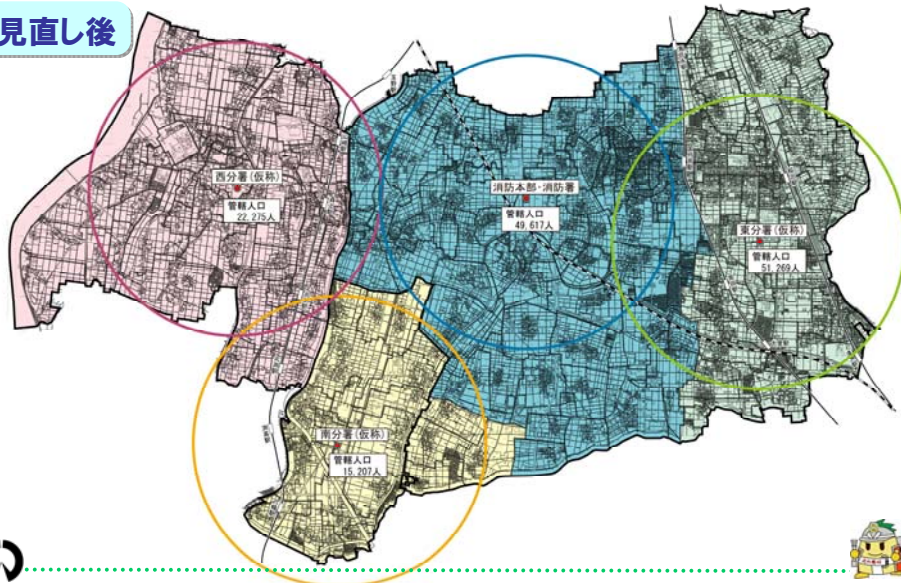 見直し後
西分署(仮称)
管轄人口
22,275人
消防本部・消防署
管轄人口
49,617人
東分署(仮称)
管轄人口
51,269人
南分署(仮称)
管轄人口
15,207人